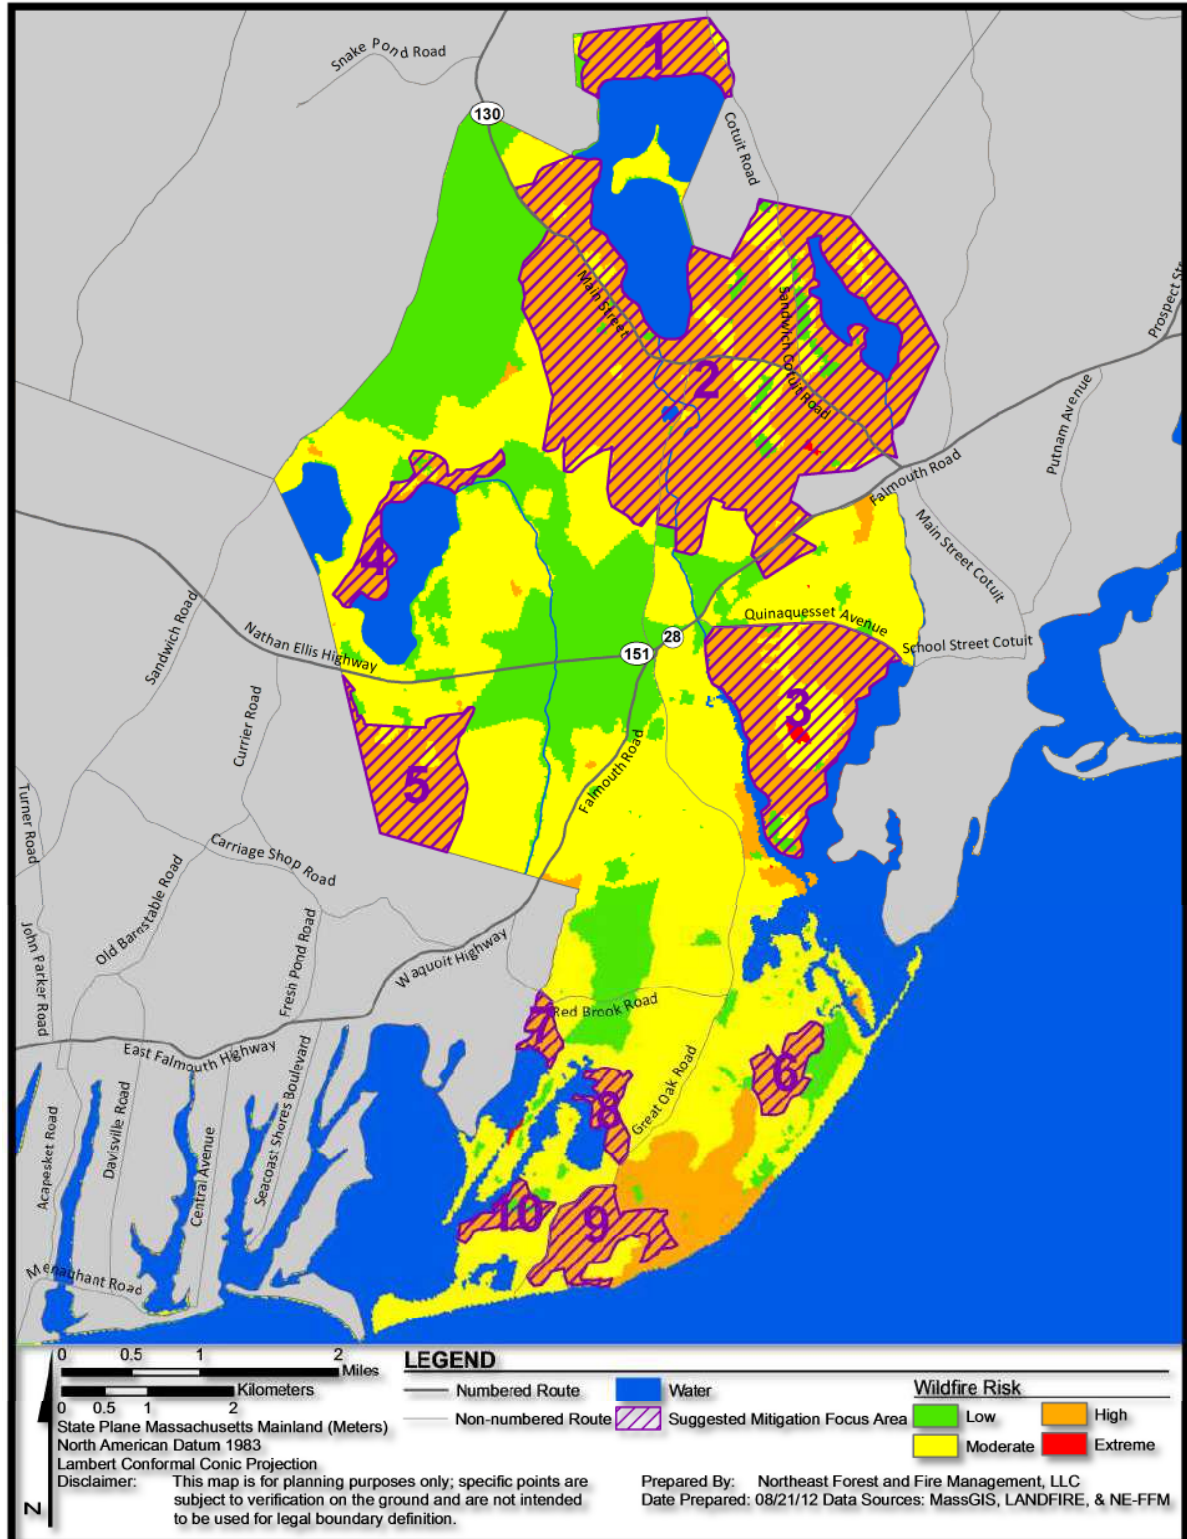 Snake Pond Road
1
130
Cotuit Road
Main Street
Sandwich Cotuit Road
2
Prospect Str
Putnam Avenue
Falmouth Road
Main Street Cotuit
4
Quinaquesset Avenue
School Street Cotuit
28
151
Nathan Ellis Highway
Sandwich Road
Currier Road
3
5
Falmouth Road
Turner Road
Carriage Shop Road
Old Barnstable Road
John Parker Road
Fresh Pond Road
Waquoit Highway
7
Red Brook Road
East Falmouth Highway
6
Great Oak Road
8
Acapesket Road
Davisville Road
Central Avenue
Seacoast Shores Boulevard
10
9
Menauhant Road
0 0.5 1 2
Miles
Kilometers
0 0.5 1 2
State Plane Massachusetts Mainland (Meters)
North American Datum 1983
Lambert Conformal Conic Projection
LEGEND
Numbered Route
Non-numbered Route
Water
Suggested Mitigation Focus Area
Wildfire Risk
Low
High
Moderate
Extreme
Disclaimer: This map is for planning purposes only; specific points are
subject to verification on the ground and are not intended
to be used for legal boundary definition.
Prepared By: Northeast Forest and Fire Management, LLC
Date Prepared: 08/21/12 Data Sources: MassGIS, LANDFIRE, & NE-FFM
N